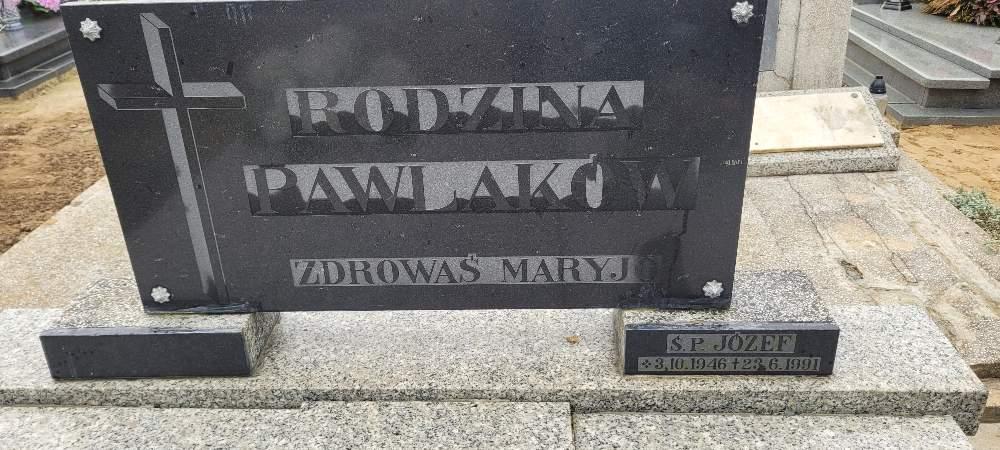 RODZINA
PAWLAKÓW
ZDROWAŚ MARYJO
Ś.P. JÓZEF
3.10.1946 † 23.6.1991